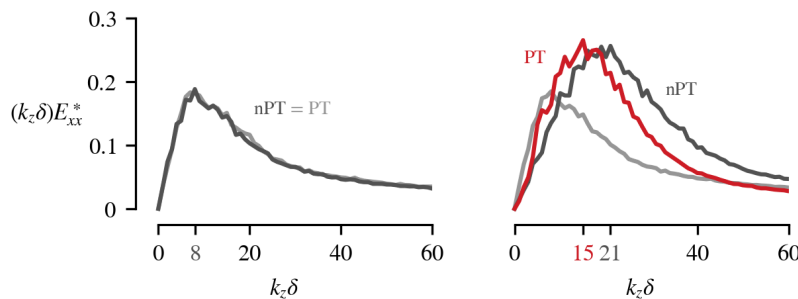 0.3
0.2
0.1
0
(k_zδ)E*_xx
nPT = PT
0 8 20 40 60
k_zδ
PT
nPT
0 15 21 40 60
k_zδ